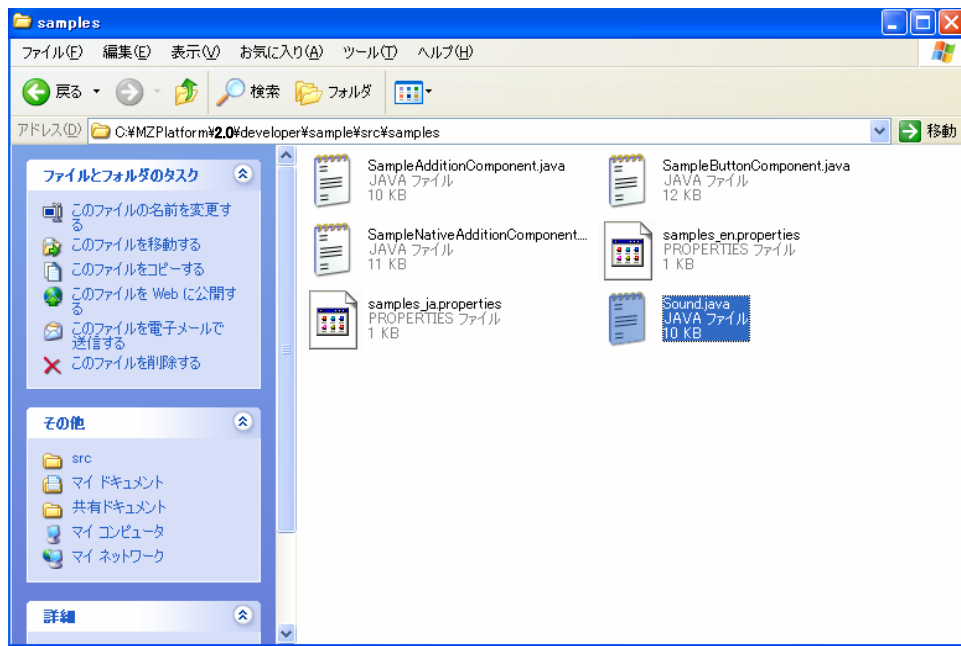 samples
ファイル(F) 編集(E) 表示(V) お気に入り(A) ツール(T) ヘルプ(H)
戻る 検索 フォルダ
アドレス(D) C:¥MZPlatform¥2.0¥developer¥sample¥src¥samples 移動
ファイルとフォルダのタスク
このファイルの名前を変更す
る
このファイルを移動する
このファイルをコピーする
このファイルを Web に公開す
る
このファイルを電子メールで
送信する
このファイルを削除する
その他
src
マイ ドキュメント
共有ドキュメント
マイ コンピュータ
マイ ネットワーク
詳細
SampleAdditionComponent.java
JAVA ファイル
10 KB
SampleButtonComponent.java
JAVA ファイル
12 KB
SampleNativeAdditionComponent....
JAVA ファイル
11 KB
samples_en.properties
PROPERTIES ファイル
1 KB
samples_ja.properties
PROPERTIES ファイル
1 KB
Sound.java
JAVA ファイル
10 KB